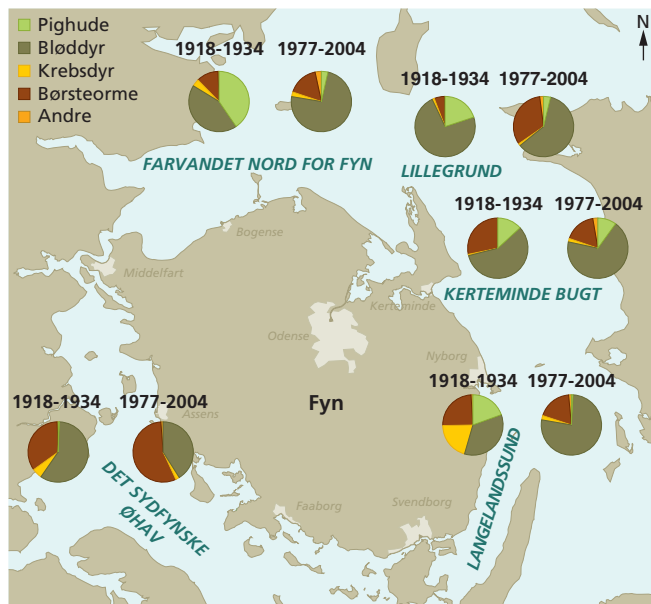 Pighude
Bløddyr
Krebsdyr
Børsteorme
Andre
N
1918-1934
1977-2004
FARVANDET NORD FOR FYN
1918-1934
1977-2004
LILLEGRUND
1918-1934
1977-2004
KERTEMINDE BUGT
Bogense
Middelfart
Kerteminde
Odense
Nyborg
Fyn
1918-1934
1977-2004
LANGELANDSSUND
1918-1934
1977-2004
Assens
DET SYDFYNSKE
ØHAV
Faaborg
Svendborg